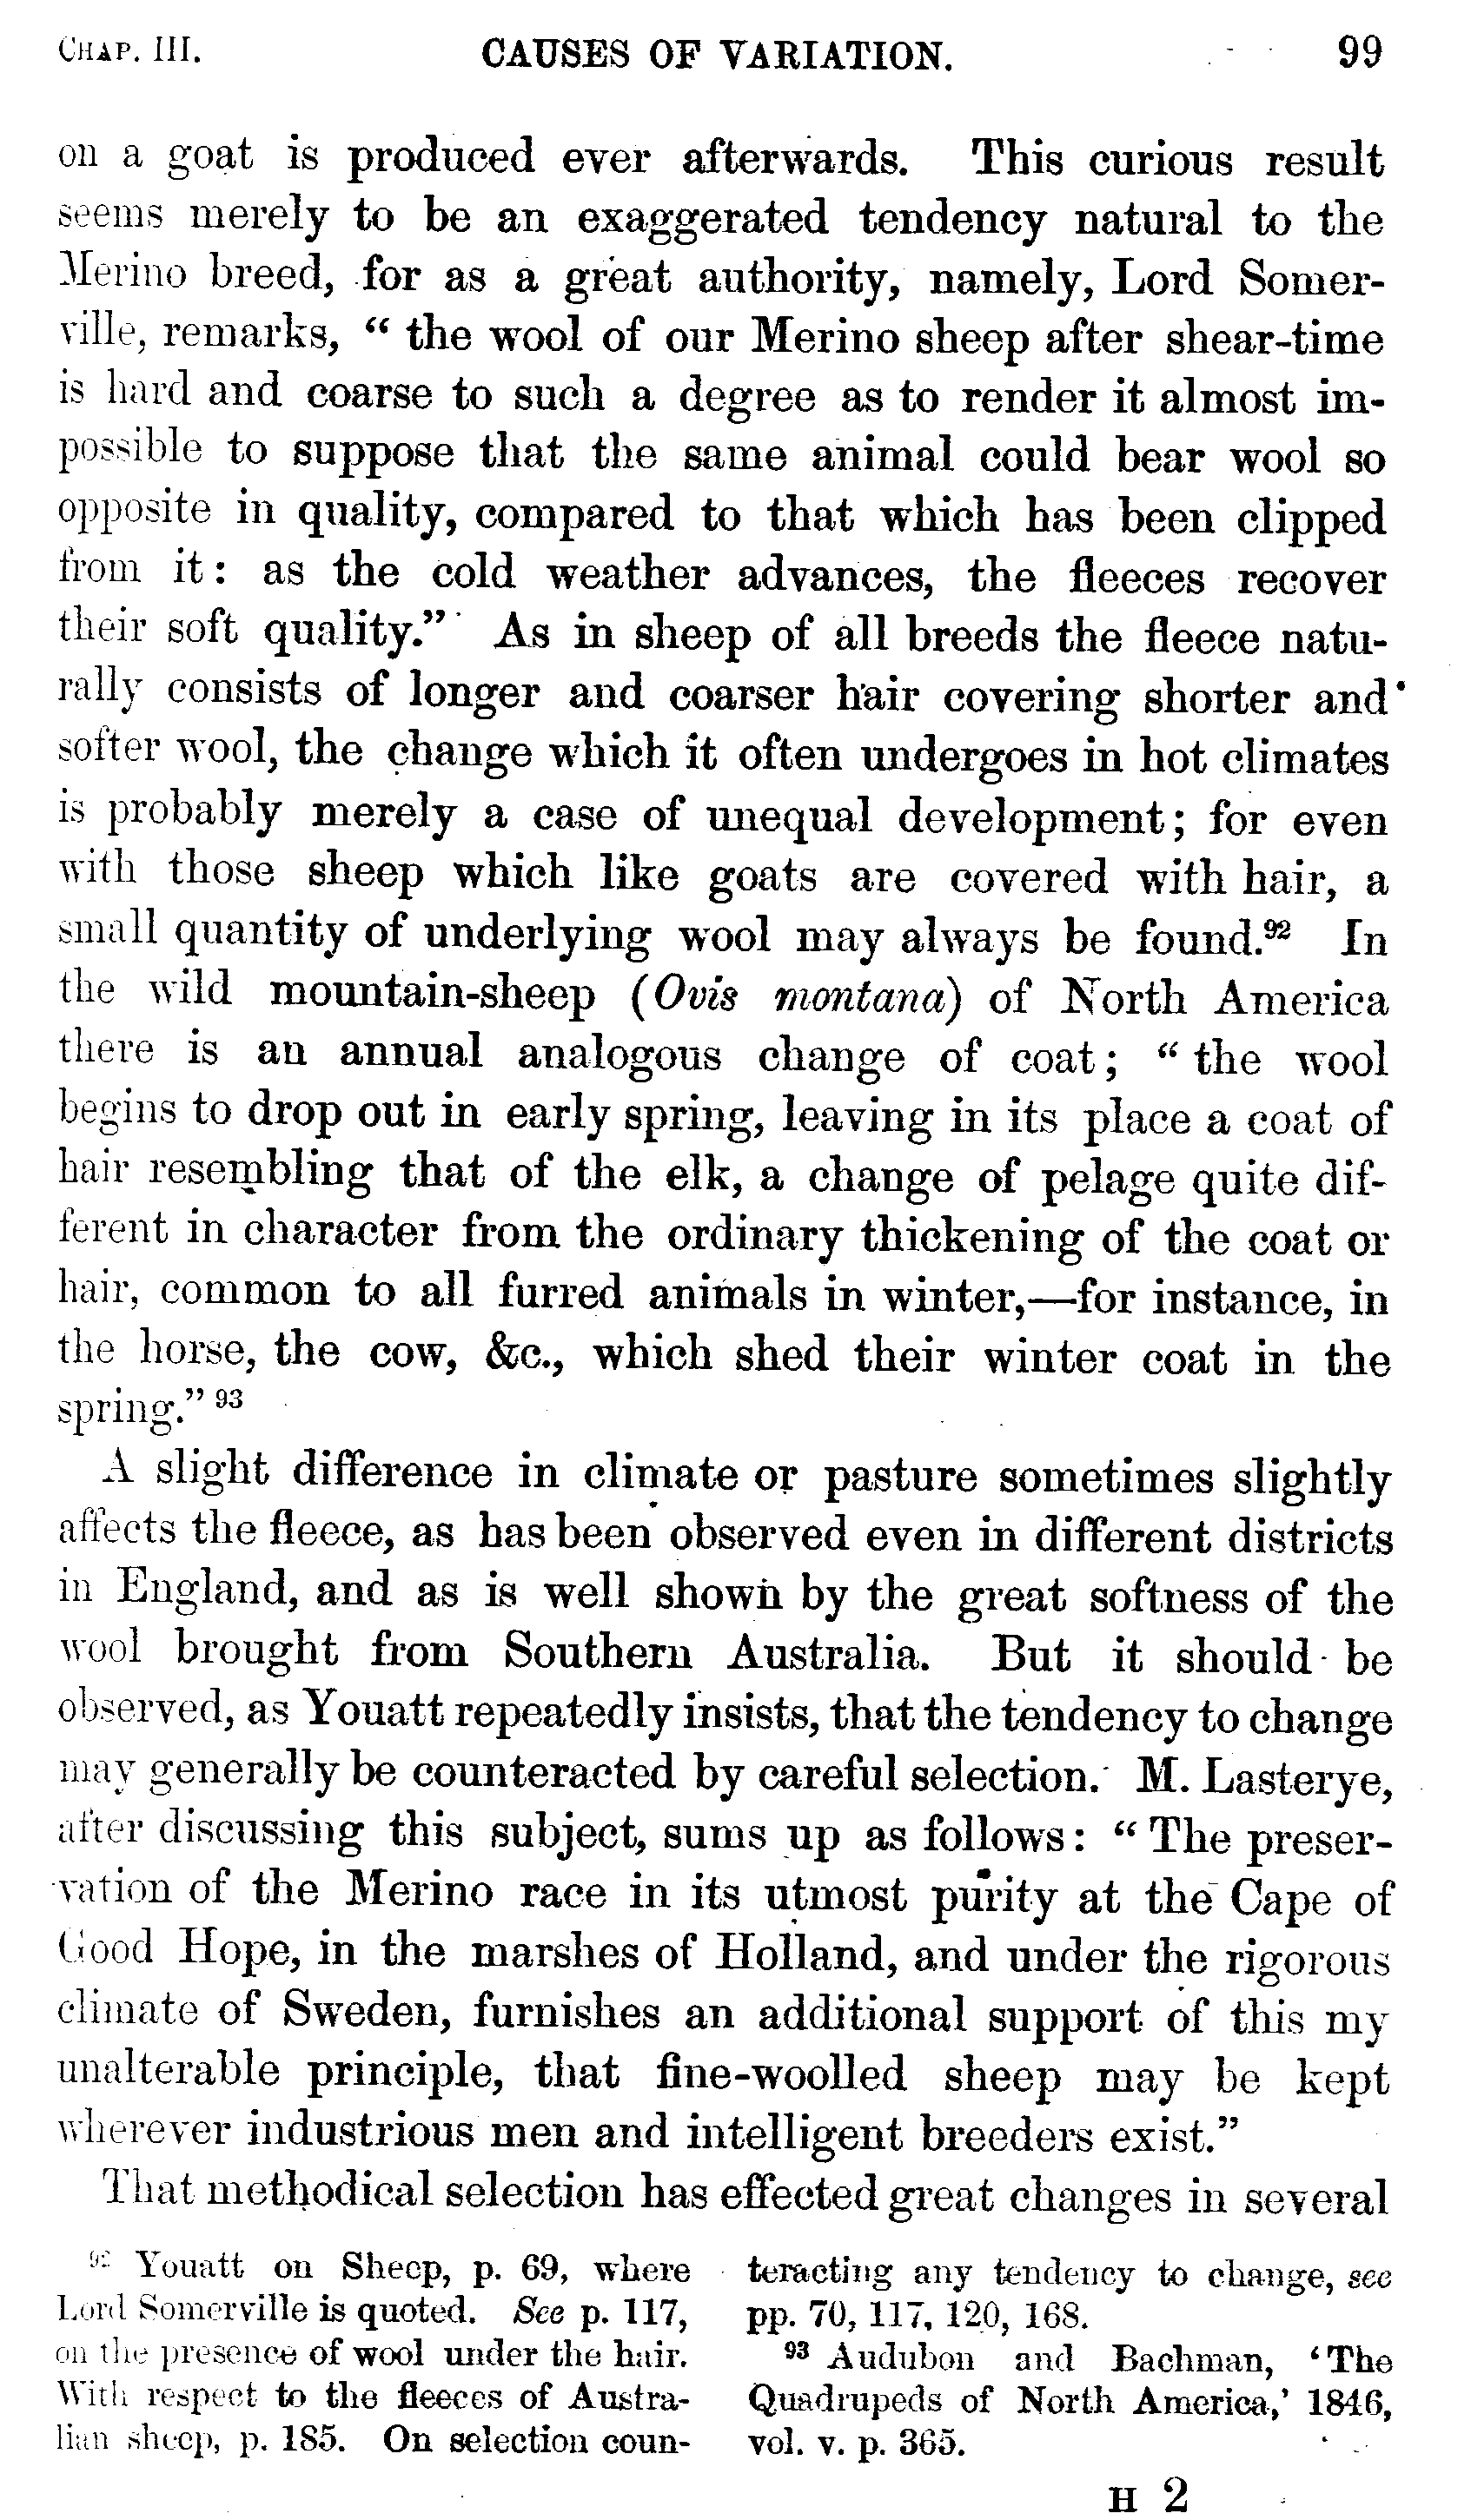 CHAP. III. CAUSES OF VARIATION. 99
on a goat is produced ever afterwards. This curious result
seems merely to be an exaggerated tendency natural to the
Merino breed, for as a great authority, namely, Lord Somer-
ville, remarks, “ the wool of our Merino sheep after shear-time
is hard and coarse to such a degree as to render it almost im-
possible to suppose that the same animal could bear wool so
opposite in quality, compared to that which has been clipped
from it: as the cold weather advances, the fleeces recover
their soft quality.” As in sheep of all breeds the fleece natu-
rally consists of longer and coarser hair covering shorter and
softer wool, the change which it often undergoes in hot climates
is probably merely a case of unequal development; for even
with those sheep which like goats are covered with hair, a
small quantity of underlying wool may always be found.⁹² In
the wild mountain-sheep (Ovis montana) of North America
there is an annual analogous change of coat; “ the wool
begins to drop out in early spring, leaving in its place a coat of
hair resembling that of the elk, a change of pelage quite dif-
ferent in character from the ordinary thickening of the coat or
hair, common to all furred animals in winter,—for instance, in
the horse, the cow, &c., which shed their winter coat in the
spring.” ⁹³
A slight difference in climate or pasture sometimes slightly
affects the fleece, as has been observed even in different districts
in England, and as is well shown by the great softness of the
wool brought from Southern Australia. But it should be
observed, as Youatt repeatedly insists, that the tendency to change
may generally be counteracted by careful selection. M. Lasterye,
after discussing this subject, sums up as follows: “ The preser-
vation of the Merino race in its utmost purity at the Cape of
Good Hope, in the marshes of Holland, and under the rigorous
climate of Sweden, furnishes an additional support of this my
unalterable principle, that fine-woolled sheep may be kept
wherever industrious men and intelligent breeders exist.”
That methodical selection has effected great changes in several
⁹² Youatt on Sheep, p. 69, where
Lord Somerville is quoted. See p. 117,
on the presence of wool under the hair.
With respect to the fleeces of Austra-
lian sheep, p. 185. On selection coun-
teracting any tendency to change, see
pp. 70, 117, 120, 168.
⁹³ Audubon and Bachman, ‘The
Quadrupeds of North America,’ 1846,
vol. v. p. 365.
H 2